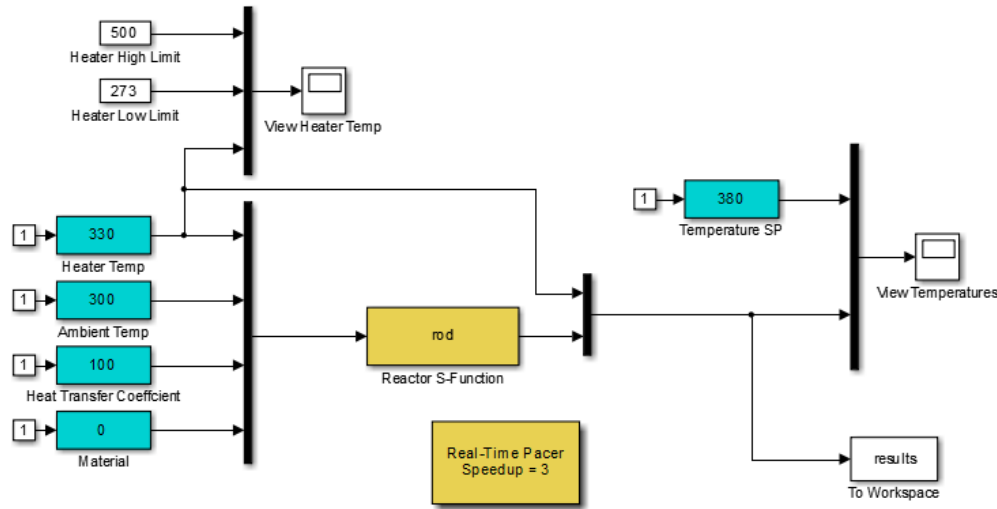 500
Heater High Limit
273
Heater Low Limit
View Heater Temp
1
380
Temperature SP
1
330
Heater Temp
View Temperatures
1
300
Ambient Temp
rod
Reactor S-Function
1
100
Heat Transfer Coeffcient
1
0
Material
Real-Time Pacer
Speedup = 3
results
To Workspace